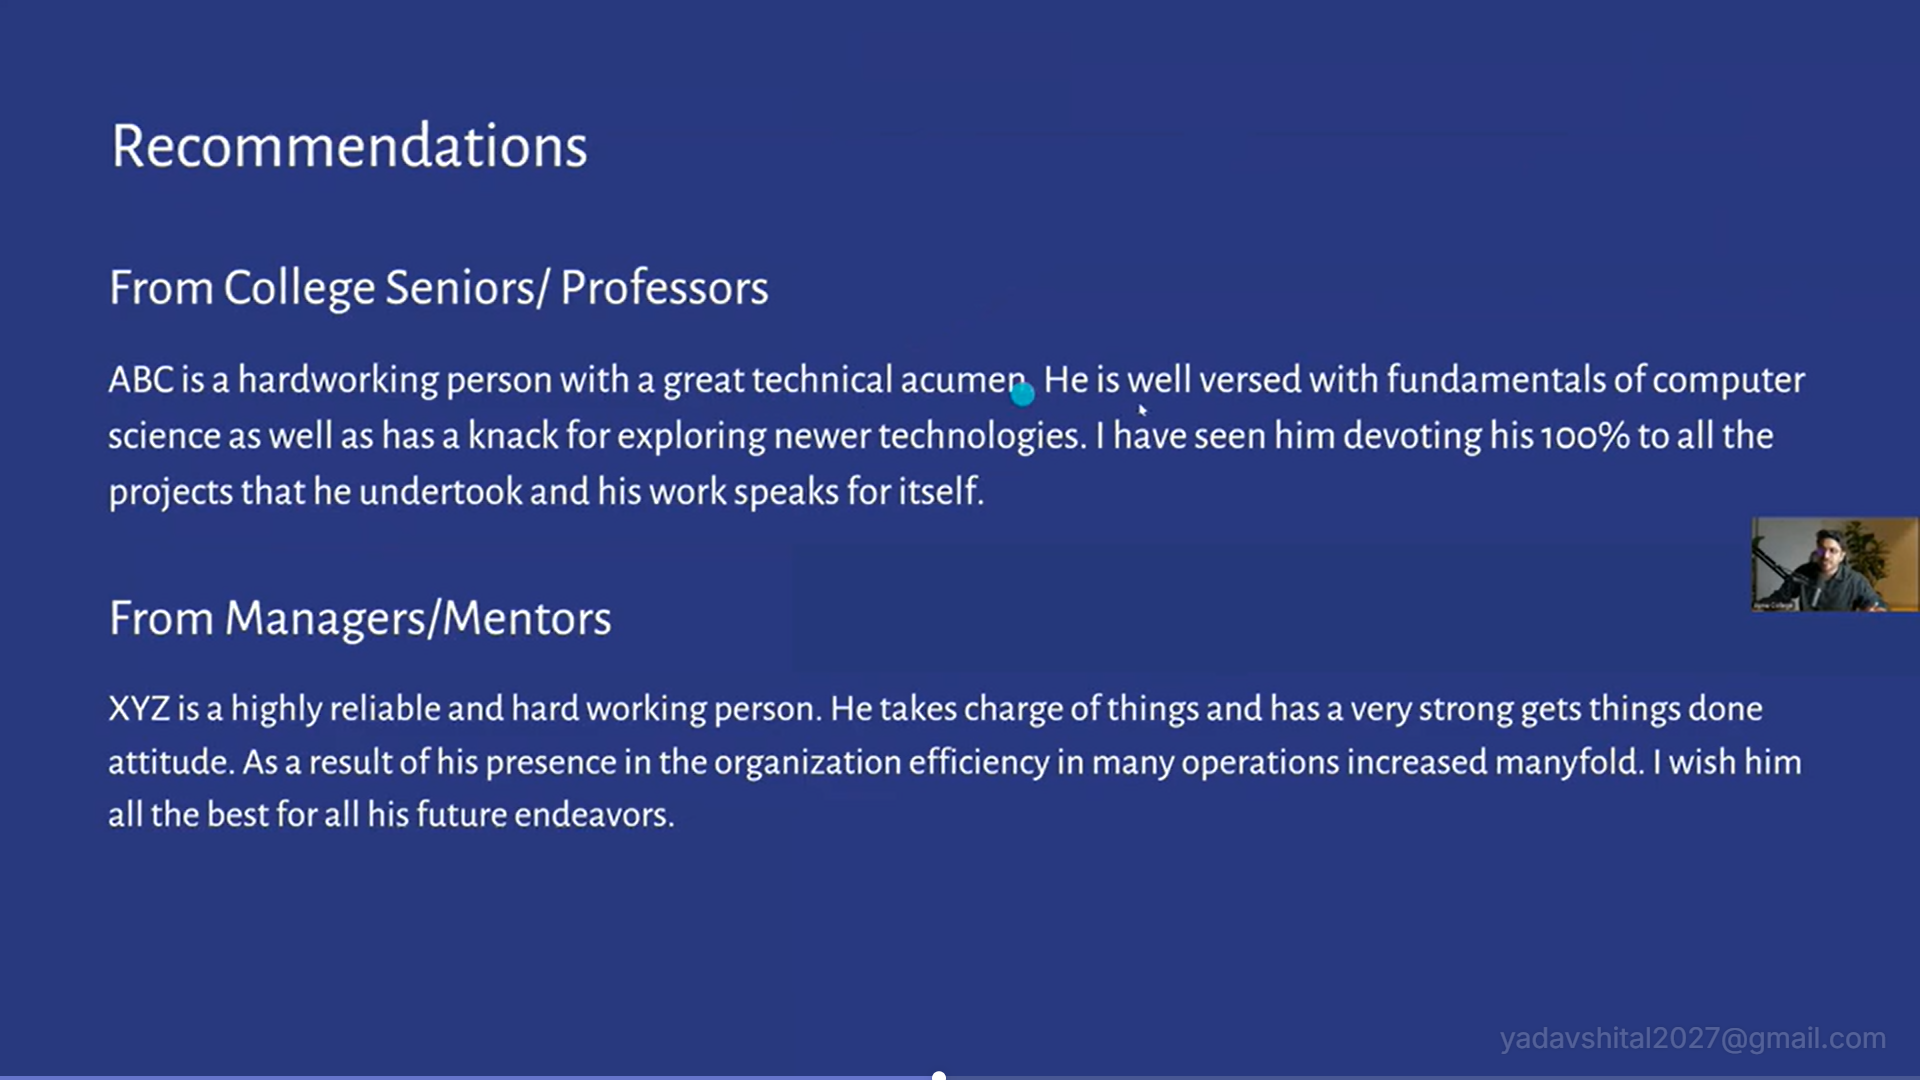 Recommendations
From College Seniors/ Professors
ABC is a hardworking person with a great technical acumen. He is well versed with fundamentals of computer
science as well as has a knack for exploring newer technologies. I have seen him devoting his 100% to all the
projects that he undertook and his work speaks for itself.
From Managers/Mentors
XYZ is a highly reliable and hard working person. He takes charge of things and has a very strong gets things done
attitude. As a result of his presence in the organization efficiency in many operations increased manyfold. I wish him
all the best for all his future endeavors.
yadavshital2027@gmail.com